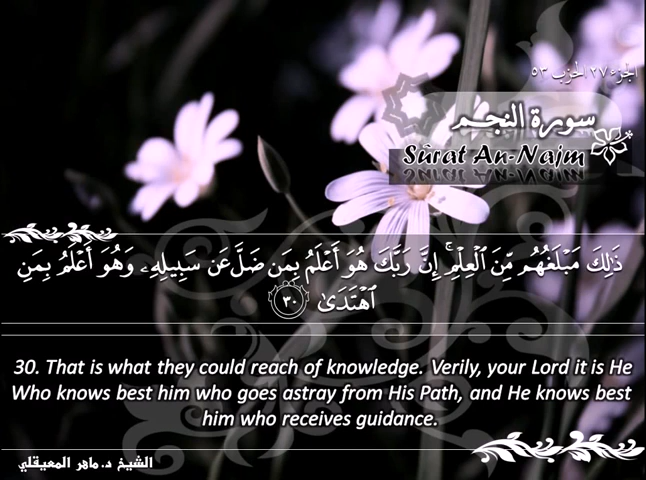 الجزء ٢٧ الحزب ٥٣
سورة النجم
Sûrat An-Najm
ذَٰلِكَ مَبْلَغُهُم مِّنَ ٱلْعِلْمِ ۚ إِنَّ رَبَّكَ هُوَ أَعْلَمُ بِمَن ضَلَّ عَن سَبِيلِهِۦ وَهُوَ أَعْلَمُ بِمَنِ
ٱهْتَدَىٰ ٣٠
30. That is what they could reach of knowledge. Verily, your Lord it is He
Who knows best him who goes astray from His Path, and He knows best
him who receives guidance.
الشيخ د. ماهر المعيقلي